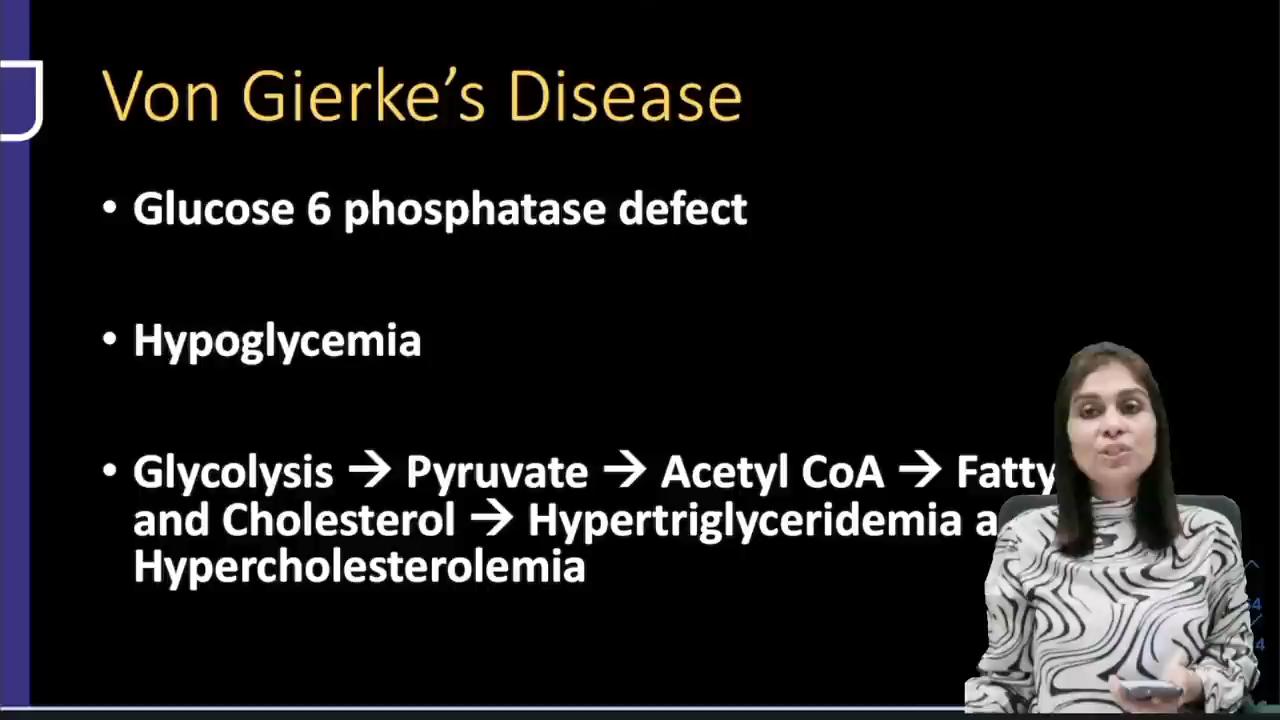 Von Gierke’s Disease
• Glucose 6 phosphatase defect
• Hypoglycemia
• Glycolysis → Pyruvate → Acetyl CoA → Fatty
and Cholesterol → Hypertriglyceridemia
Hypercholesterolemia